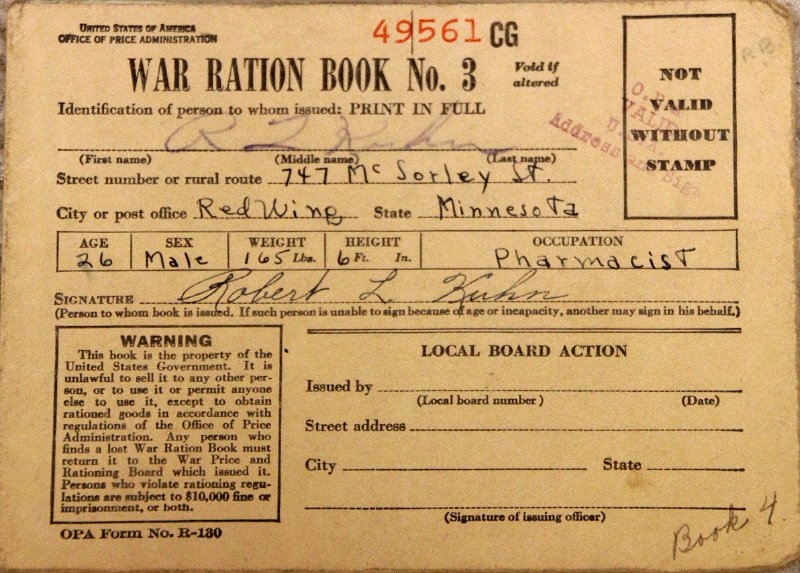 UNITED STATES OF AMERICA
OFFICE OF PRICE ADMINISTRATION
49561 CG
WAR RATION BOOK No. 3
Void if altered
Identification of person to whom issued: PRINT IN FULL
R L Kuhn
(First name) (Middle name) (Last name)
Street number or rural route 747 Mc Sorley St.
City or post office Red Wing State Minnesota
NOT
VALID
WITHOUT
STAMP
R.B.
O.P.A.
VALID
Address and Sign
AGE SEX WEIGHT HEIGHT OCCUPATION
26 Male 165 Lbs. 6 Ft. In. Pharmacist
SIGNATURE Robert L. Kuhn
(Person to whom book is issued. If such person is unable to sign because of age or incapacity, another may sign in his behalf.)
WARNING
This book is the property of the
United States Government. It is
unlawful to sell it to any other per-
son, or to use it or permit anyone
else to use it, except to obtain
rationed goods in accordance with
regulations of the Office of Price
Administration. Any person who
finds a lost War Ration Book must
return it to the War Price and
Rationing Board which issued it.
Persons who violate rationing regu-
lations are subject to $10,000 fine or
imprisonment, or both.
OPA Form No. R-130
LOCAL BOARD ACTION
Issued by
(Local board number) (Date)
Street address
City State
(Signature of issuing officer)
Book 4.